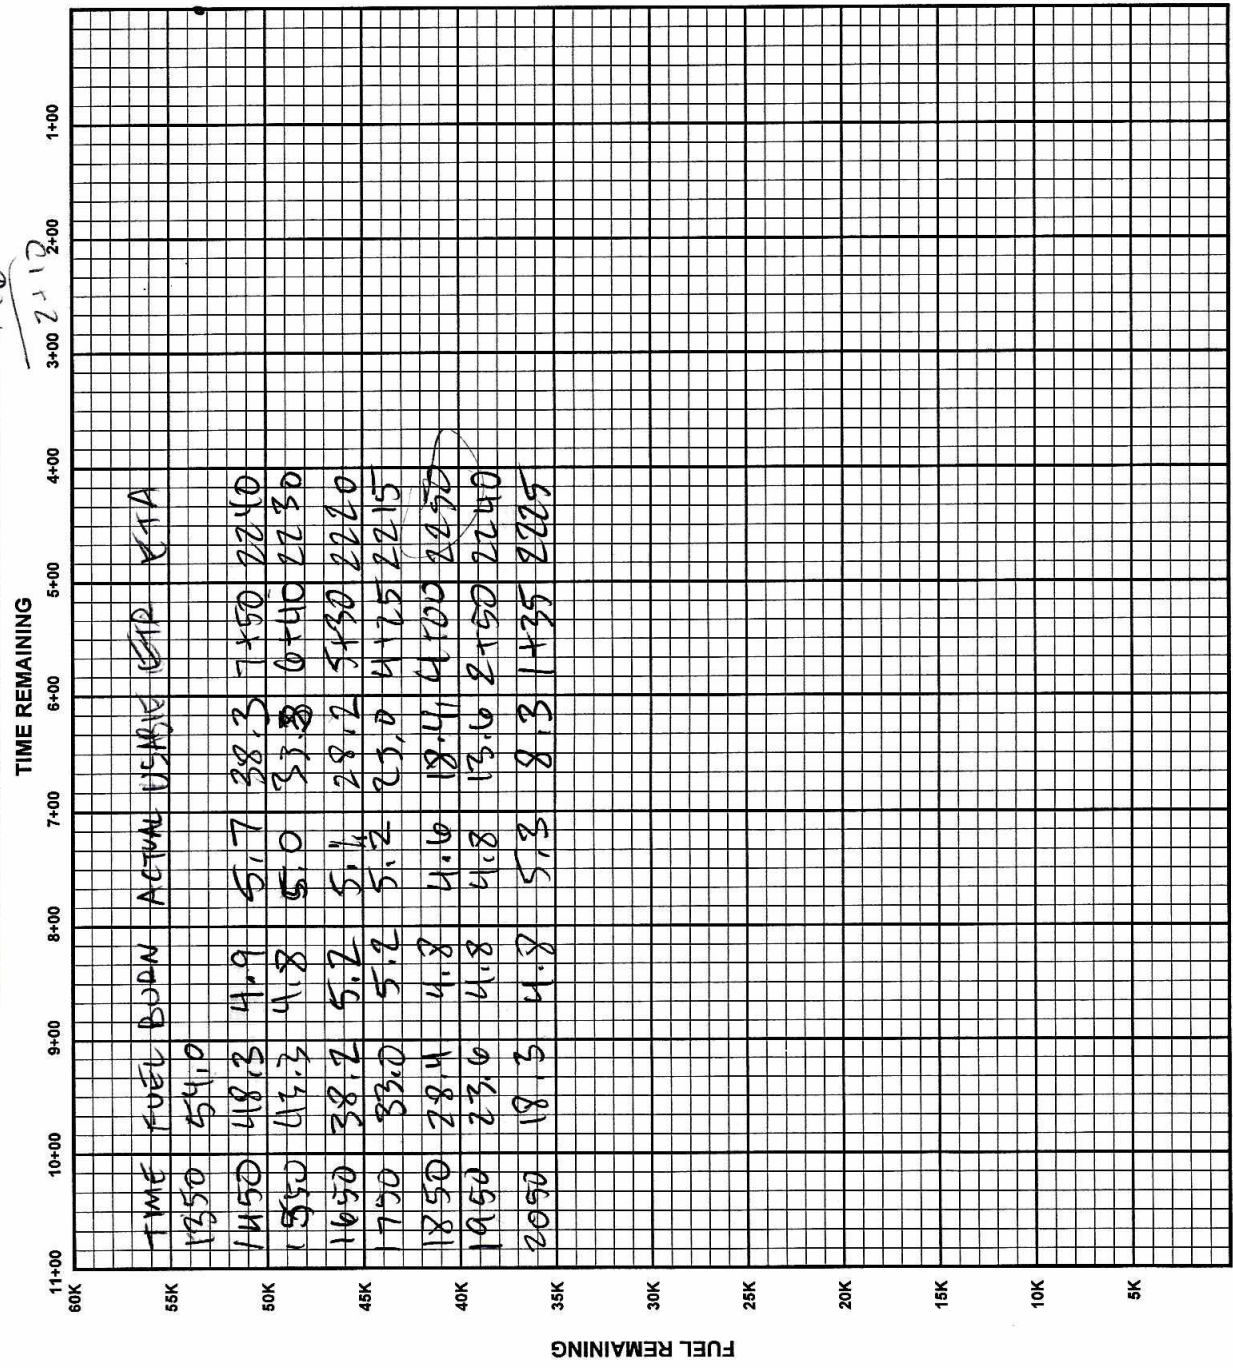 TIME REMAINING
2+10
11+00 10+00 9+00 8+00 7+00 6+00 5+00 4+00 3+00 2+00 1+00
60K
TIME FUEL BURN ACTUAL USABLE ETR ETA
55K
1350 54.0
50K
1450 48.3 4.9 5.7 38.3 7+50 2240
1550 43.3 4.8 5.0 33.3 6+40 2230
45K
1650 38.2 5.2 5.1 28.2 5+30 2220
1750 33.0 5.2 5.2 23.0 4+25 2215
40K
1850 28.4 4.8 4.6 18.4 4+00 2250
1950 23.6 4.8 4.8 13.6 2+50 2240
35K
2050 18.3 4.8 5.3 8.3 1+35 2225
30K
25K
20K
15K
10K
5K
FUEL REMAINING